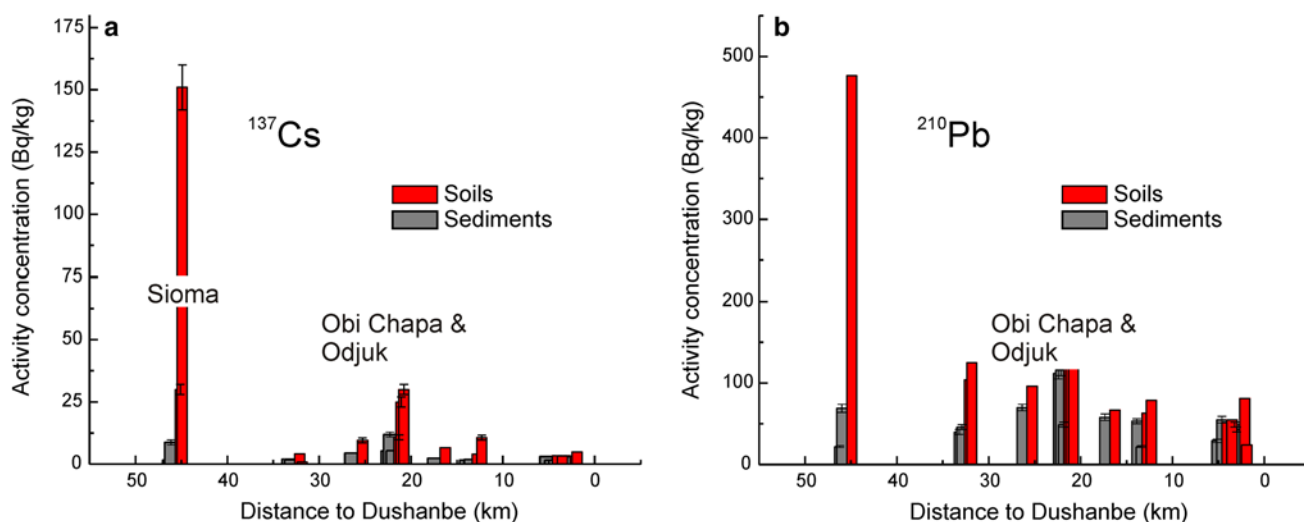 a
175
150
125
100
75
50
25
0
Activity concentration (Bq/kg)
¹³⁷Cs
Soils
Sediments
Sioma
Obi Chapa &
Odjuk
50 40 30 20 10 0
Distance to Dushanbe (km)
b
500
400
300
200
100
0
Activity concentration (Bq/kg)
²¹⁰Pb
Soils
Sediments
Obi Chapa &
Odjuk
50 40 30 20 10 0
Distance to Dushanbe (km)